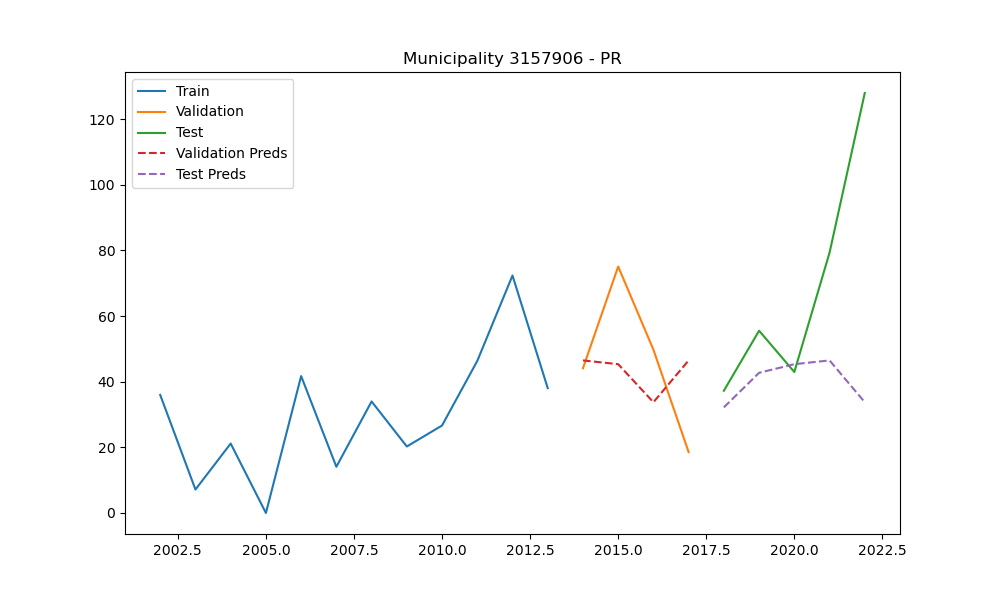 Municipality 3157906 - PR
Train
Validation
Test
Validation Preds
Test Preds
120
100
80
60
40
20
0
2002.5 2005.0 2007.5 2010.0 2012.5 2015.0 2017.5 2020.0 2022.5